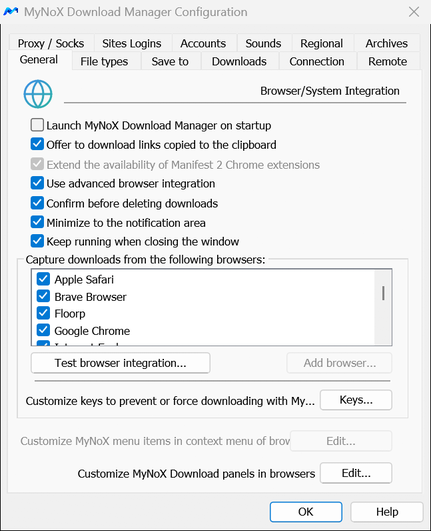 MyNoX Download Manager Configuration
Proxy / Socks Sites Logins Accounts Sounds Regional Archives
General File types Save to Downloads Connection Remote
Browser/System Integration
Launch MyNoX Download Manager on startup
Offer to download links copied to the clipboard
Extend the availability of Manifest 2 Chrome extensions
Use advanced browser integration
Confirm before deleting downloads
Minimize to the notification area
Keep running when closing the window
Capture downloads from the following browsers:
Apple Safari
Brave Browser
Floorp
Google Chrome
Test browser integration... Add browser...
Customize keys to prevent or force downloading with My... Keys...
Customize MyNoX menu items in context menu of brow Edit...
Customize MyNoX Download panels in browsers Edit...
OK Help